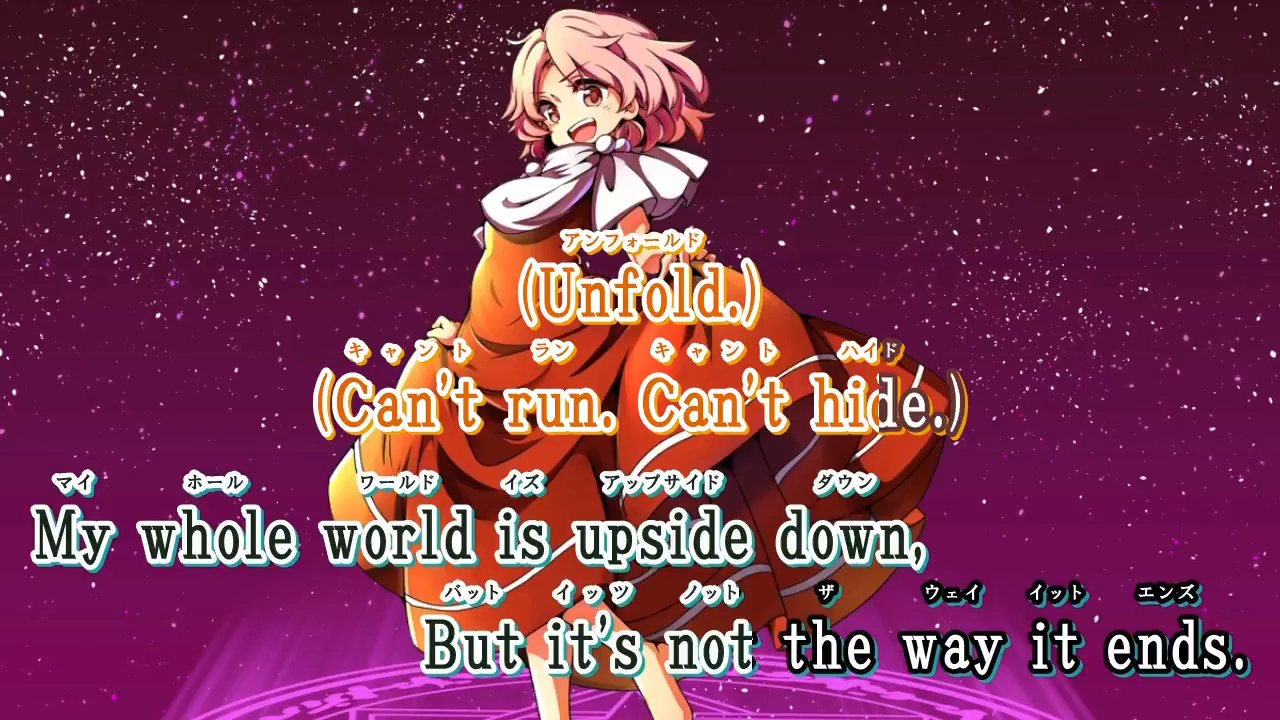 アンフォールド
(Unfold.)
キャント ラン キャント ハイド
(Can't run. Can't hide.)
マイ ホール ワールド イズ アップサイド ダウン
My whole world is upside down,
バット イッツ ノット ザ ウェイ イット エンズ
But it's not the way it ends.